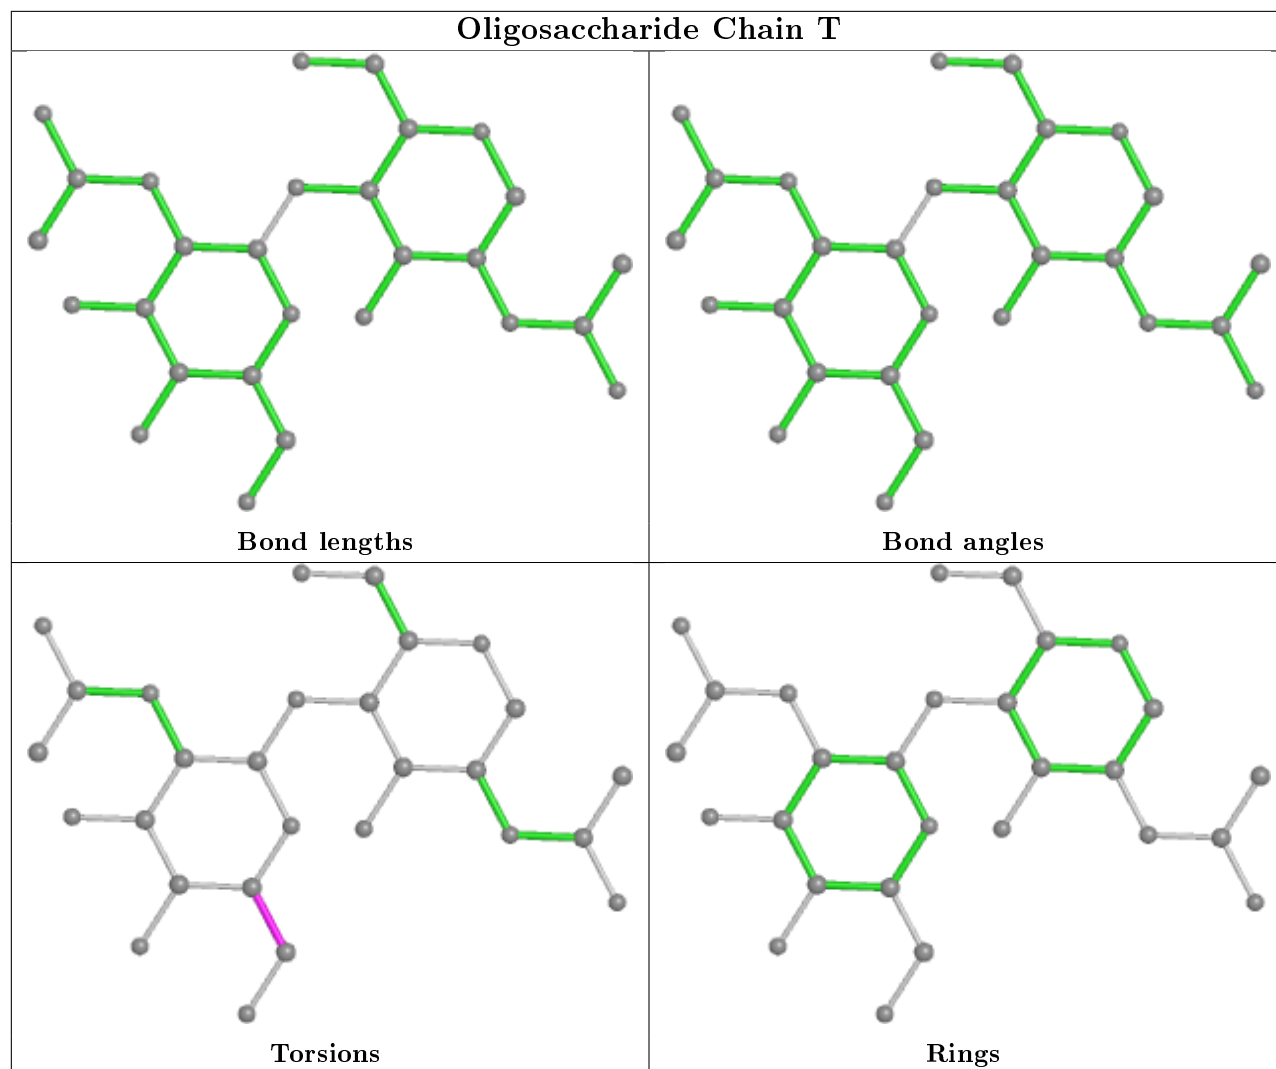 Oligosaccharide Chain T
Bond lengths
Bond angles
Torsions
Rings